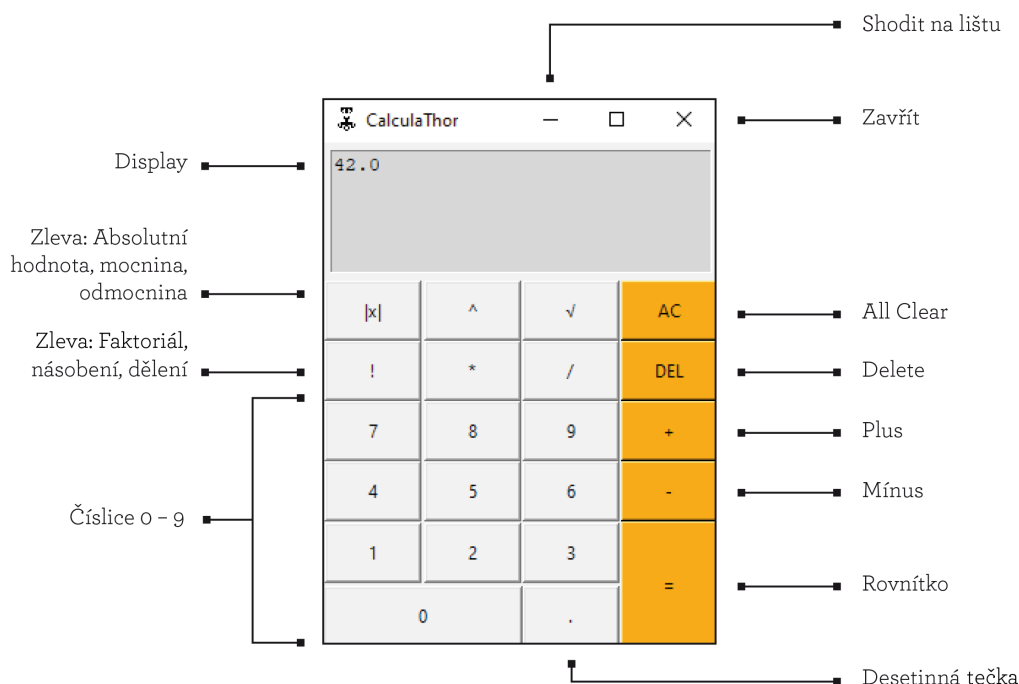 Shodit na lištu
CalculaThor
Zavřít
Display
42.0
Zleva: Absolutní
hodnota, mocnina,
odmocnina
|x| ^ √ AC
All Clear
Zleva: Faktoriál,
násobení, dělení
! * / DEL
Delete
7 8 9 +
Plus
4 5 6 -
Mínus
Číslice 0 – 9
1 2 3
=
Rovnítko
0 .
Desetinná tečka